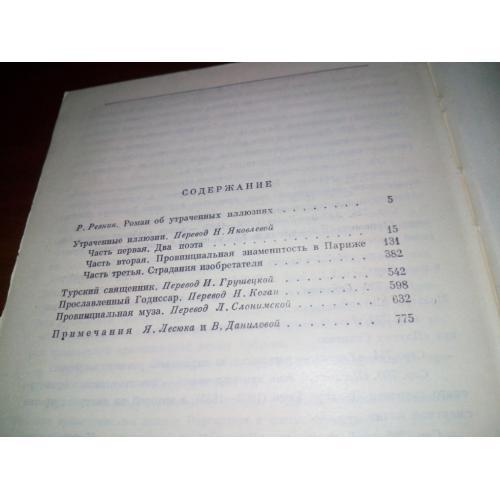 СОДЕРЖАНИЕ
Р. Резник. Роман об утраченных иллюзиях . . . . . . . . 5
Утраченные иллюзии. Перевод Н. Яковлевой
Часть первая. Два поэта . . . . . . . . . . 15
Часть вторая. Провинциальная знаменитость в Париже 131
Часть третья. Страдания изобретателя . . . . . . . 382
Турский священник. Перевод И. Грушецкой . . . . . . 542
Прославленный Годиссар. Перевод Н. Коган . . . . . . 598
Провинциальная муза. Перевод Л. Слонимской . . . . . 632
Примечания Я. Лесюка и В. Даниловой . . . . . . . 775